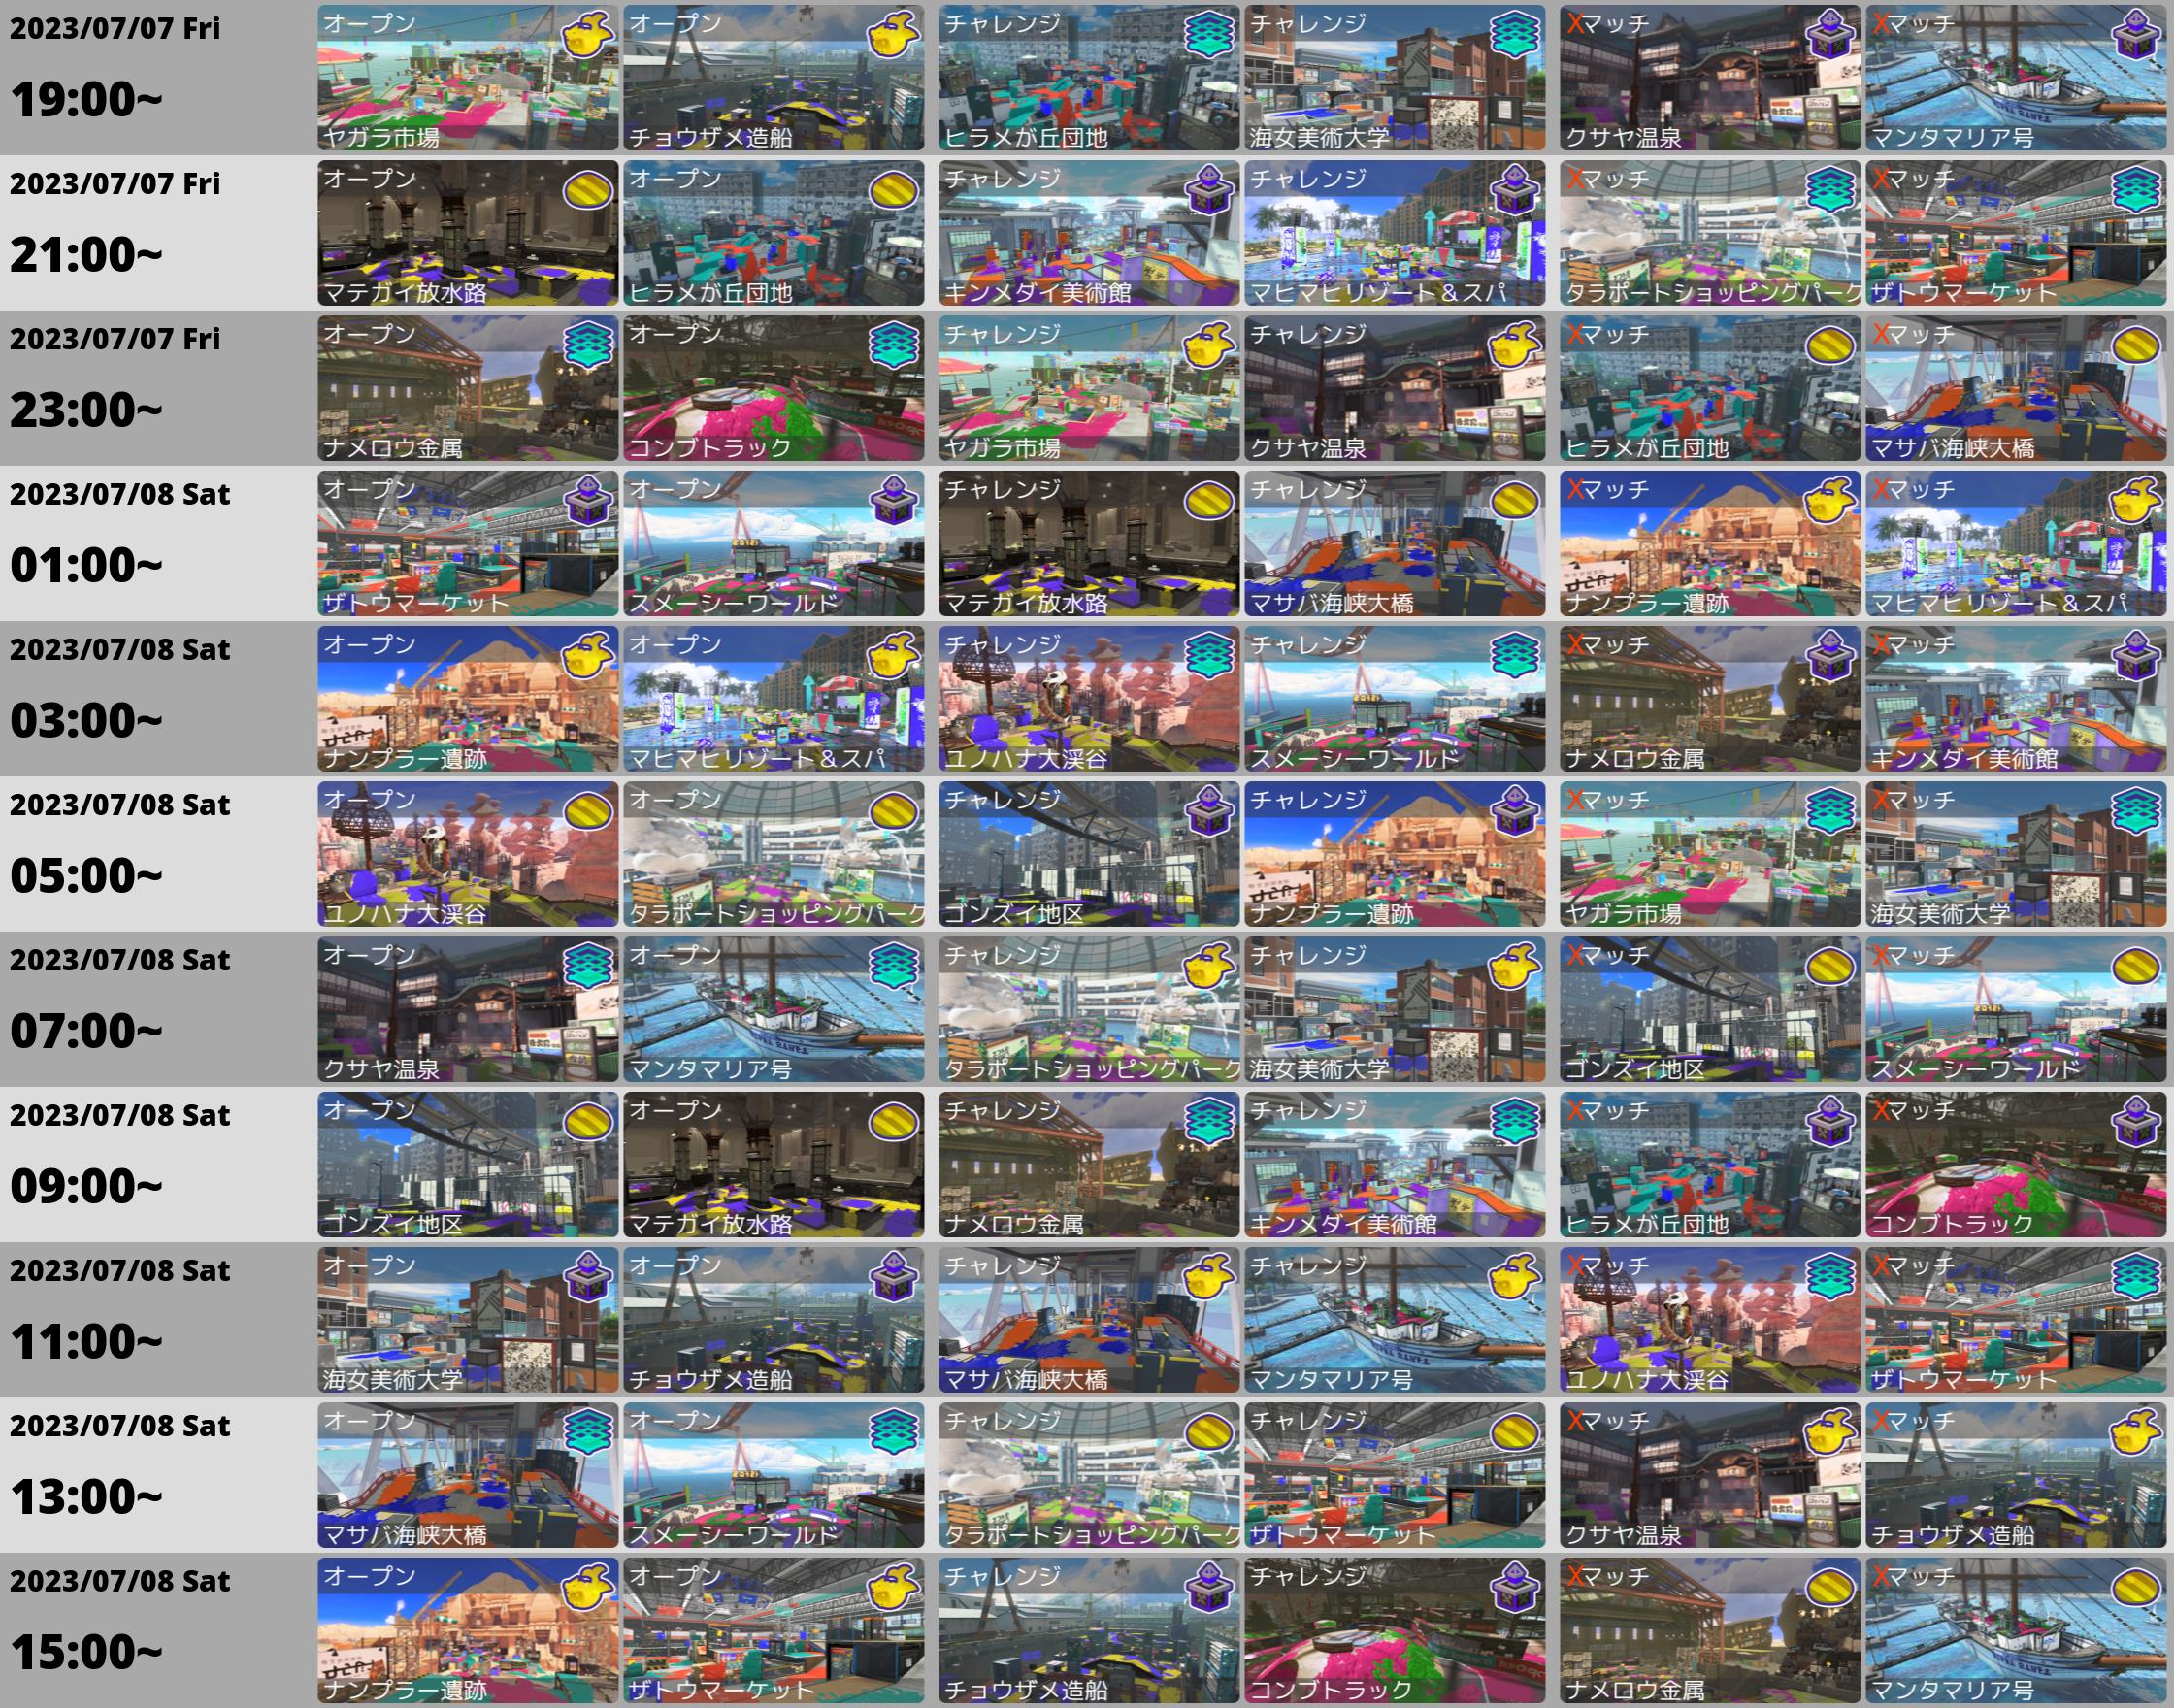 2023/07/07 Fri
19:00~
オープン オープン チャレンジ チャレンジ Xマッチ Xマッチ
ヤガラ市場 チョウザメ造船 ヒラメが丘団地 海女美術大学 クサヤ温泉 マンタマリア号
2023/07/07 Fri
21:00~
オープン オープン チャレンジ チャレンジ Xマッチ Xマッチ
マテガイ放水路 ヒラメが丘団地 キンメダイ美術館 マヒマヒリゾート＆スパ タラポートショッピングパーク ザトウマーケット
2023/07/07 Fri
23:00~
オープン オープン チャレンジ チャレンジ Xマッチ Xマッチ
ナメロウ金属 コンブトラック ヤガラ市場 クサヤ温泉 ヒラメが丘団地 マサバ海峡大橋
2023/07/08 Sat
01:00~
オープン オープン チャレンジ チャレンジ Xマッチ Xマッチ
ザトウマーケット スメーシーワールド マテガイ放水路 マサバ海峡大橋 ナンプラー遺跡 マヒマヒリゾート＆スパ
2023/07/08 Sat
03:00~
オープン オープン チャレンジ チャレンジ Xマッチ Xマッチ
ナンプラー遺跡 マヒマヒリゾート＆スパ ユノハナ大渓谷 スメーシーワールド ナメロウ金属 キンメダイ美術館
2023/07/08 Sat
05:00~
オープン オープン チャレンジ チャレンジ Xマッチ Xマッチ
ユノハナ大渓谷 タラポートショッピングパーク ゴンズイ地区 ナンプラー遺跡 ヤガラ市場 海女美術大学
2023/07/08 Sat
07:00~
オープン オープン チャレンジ チャレンジ Xマッチ Xマッチ
クサヤ温泉 マンタマリア号 タラポートショッピングパーク 海女美術大学 ゴンズイ地区 スメーシーワールド
2023/07/08 Sat
09:00~
オープン オープン チャレンジ チャレンジ Xマッチ Xマッチ
ゴンズイ地区 マテガイ放水路 ナメロウ金属 キンメダイ美術館 ヒラメが丘団地 コンブトラック
2023/07/08 Sat
11:00~
オープン オープン チャレンジ チャレンジ Xマッチ Xマッチ
海女美術大学 チョウザメ造船 マサバ海峡大橋 マンタマリア号 ユノハナ大渓谷 ザトウマーケット
2023/07/08 Sat
13:00~
オープン オープン チャレンジ チャレンジ Xマッチ Xマッチ
マサバ海峡大橋 スメーシーワールド タラポートショッピングパーク ザトウマーケット クサヤ温泉 チョウザメ造船
2023/07/08 Sat
15:00~
オープン オープン チャレンジ チャレンジ Xマッチ Xマッチ
ナンプラー遺跡 ザトウマーケット チョウザメ造船 コンブトラック ナメロウ金属 マンタマリア号